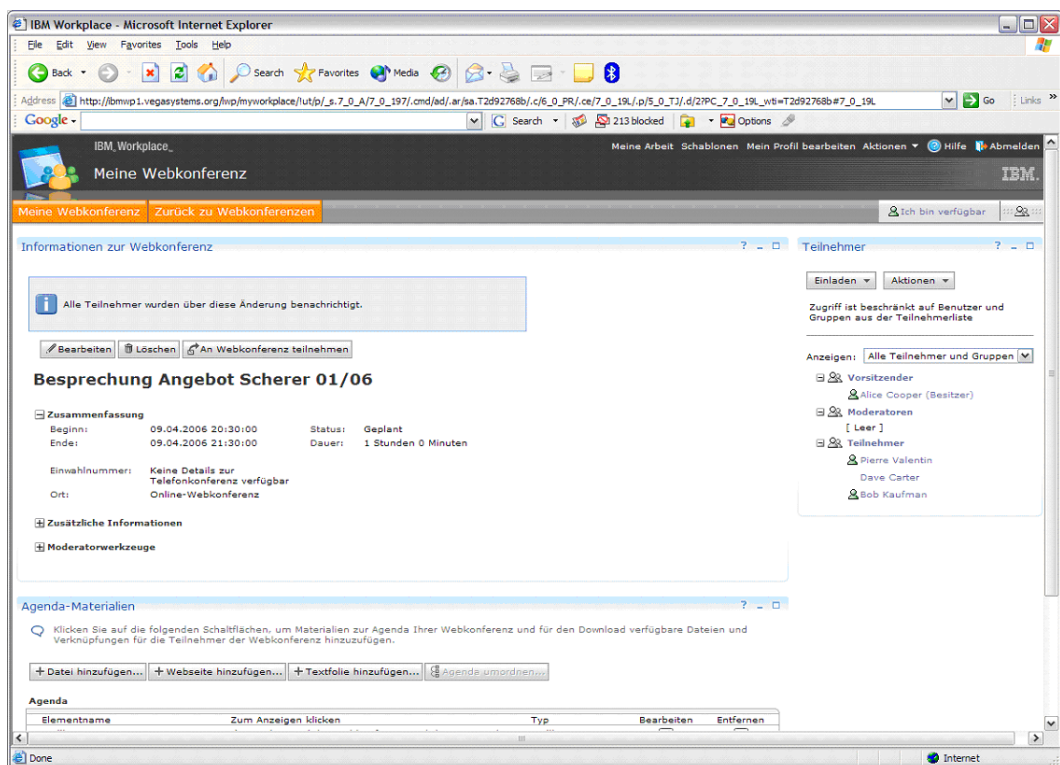 IBM Workplace - Microsoft Internet Explorer
File Edit View Favorites Tools Help
Back Search Favorites Media
Address http://ibmwp1.vegasystems.org/lwp/myworkplace/!ut/p/_s.7_0_A/7_0_197/.cmd/ad/.ar/sa.T2d92768b/.c/6_0_PR/.ce/7_0_19L/.p/5_0_TJ/.d/2?PC_7_0_19L_wti=T2d92768b#7_0_19L Go Links »
Google Search 213 blocked Options
IBM_Workplace_ Meine Arbeit Schablonen Mein Profil bearbeiten Aktionen Hilfe Abmelden
Meine Webkonferenz IBM.
Meine Webkonferenz Zurück zu Webkonferenzen Ich bin verfügbar
Informationen zur Webkonferenz ? Teilnehmer ?
Einladen Aktionen
Alle Teilnehmer wurden über diese Änderung benachrichtigt.
Zugriff ist beschränkt auf Benutzer und
Gruppen aus der Teilnehmerliste
Bearbeiten Löschen An Webkonferenz teilnehmen
Anzeigen: Alle Teilnehmer und Gruppen
Besprechung Angebot Scherer 01/06
Vorsitzender
Alice Cooper (Besitzer)
Zusammenfassung
Moderatoren
Beginn: 09.04.2006 20:30:00 Status: Geplant
[ Leer ]
Ende: 09.04.2006 21:30:00 Dauer: 1 Stunden 0 Minuten
Teilnehmer
Pierre Valentin
Einwahlnummer: Keine Details zur
Telefonkonferenz verfügbar
Dave Carter
Ort: Online-Webkonferenz
Bob Kaufman
Zusätzliche Informationen
Moderatorwerkzeuge
Agenda-Materialien ?
Klicken Sie auf die folgenden Schaltflächen, um Materialien zur Agenda Ihrer Webkonferenz und für den Download verfügbare Dateien und
Verknüpfungen für die Teilnehmer der Webkonferenz hinzuzufügen.
+ Datei hinzufügen... + Webseite hinzufügen... + Textfolie hinzufügen... Agenda umordnen...
Agenda
Elementname Zum Anzeigen klicken Typ Bearbeiten Entfernen
Done Internet